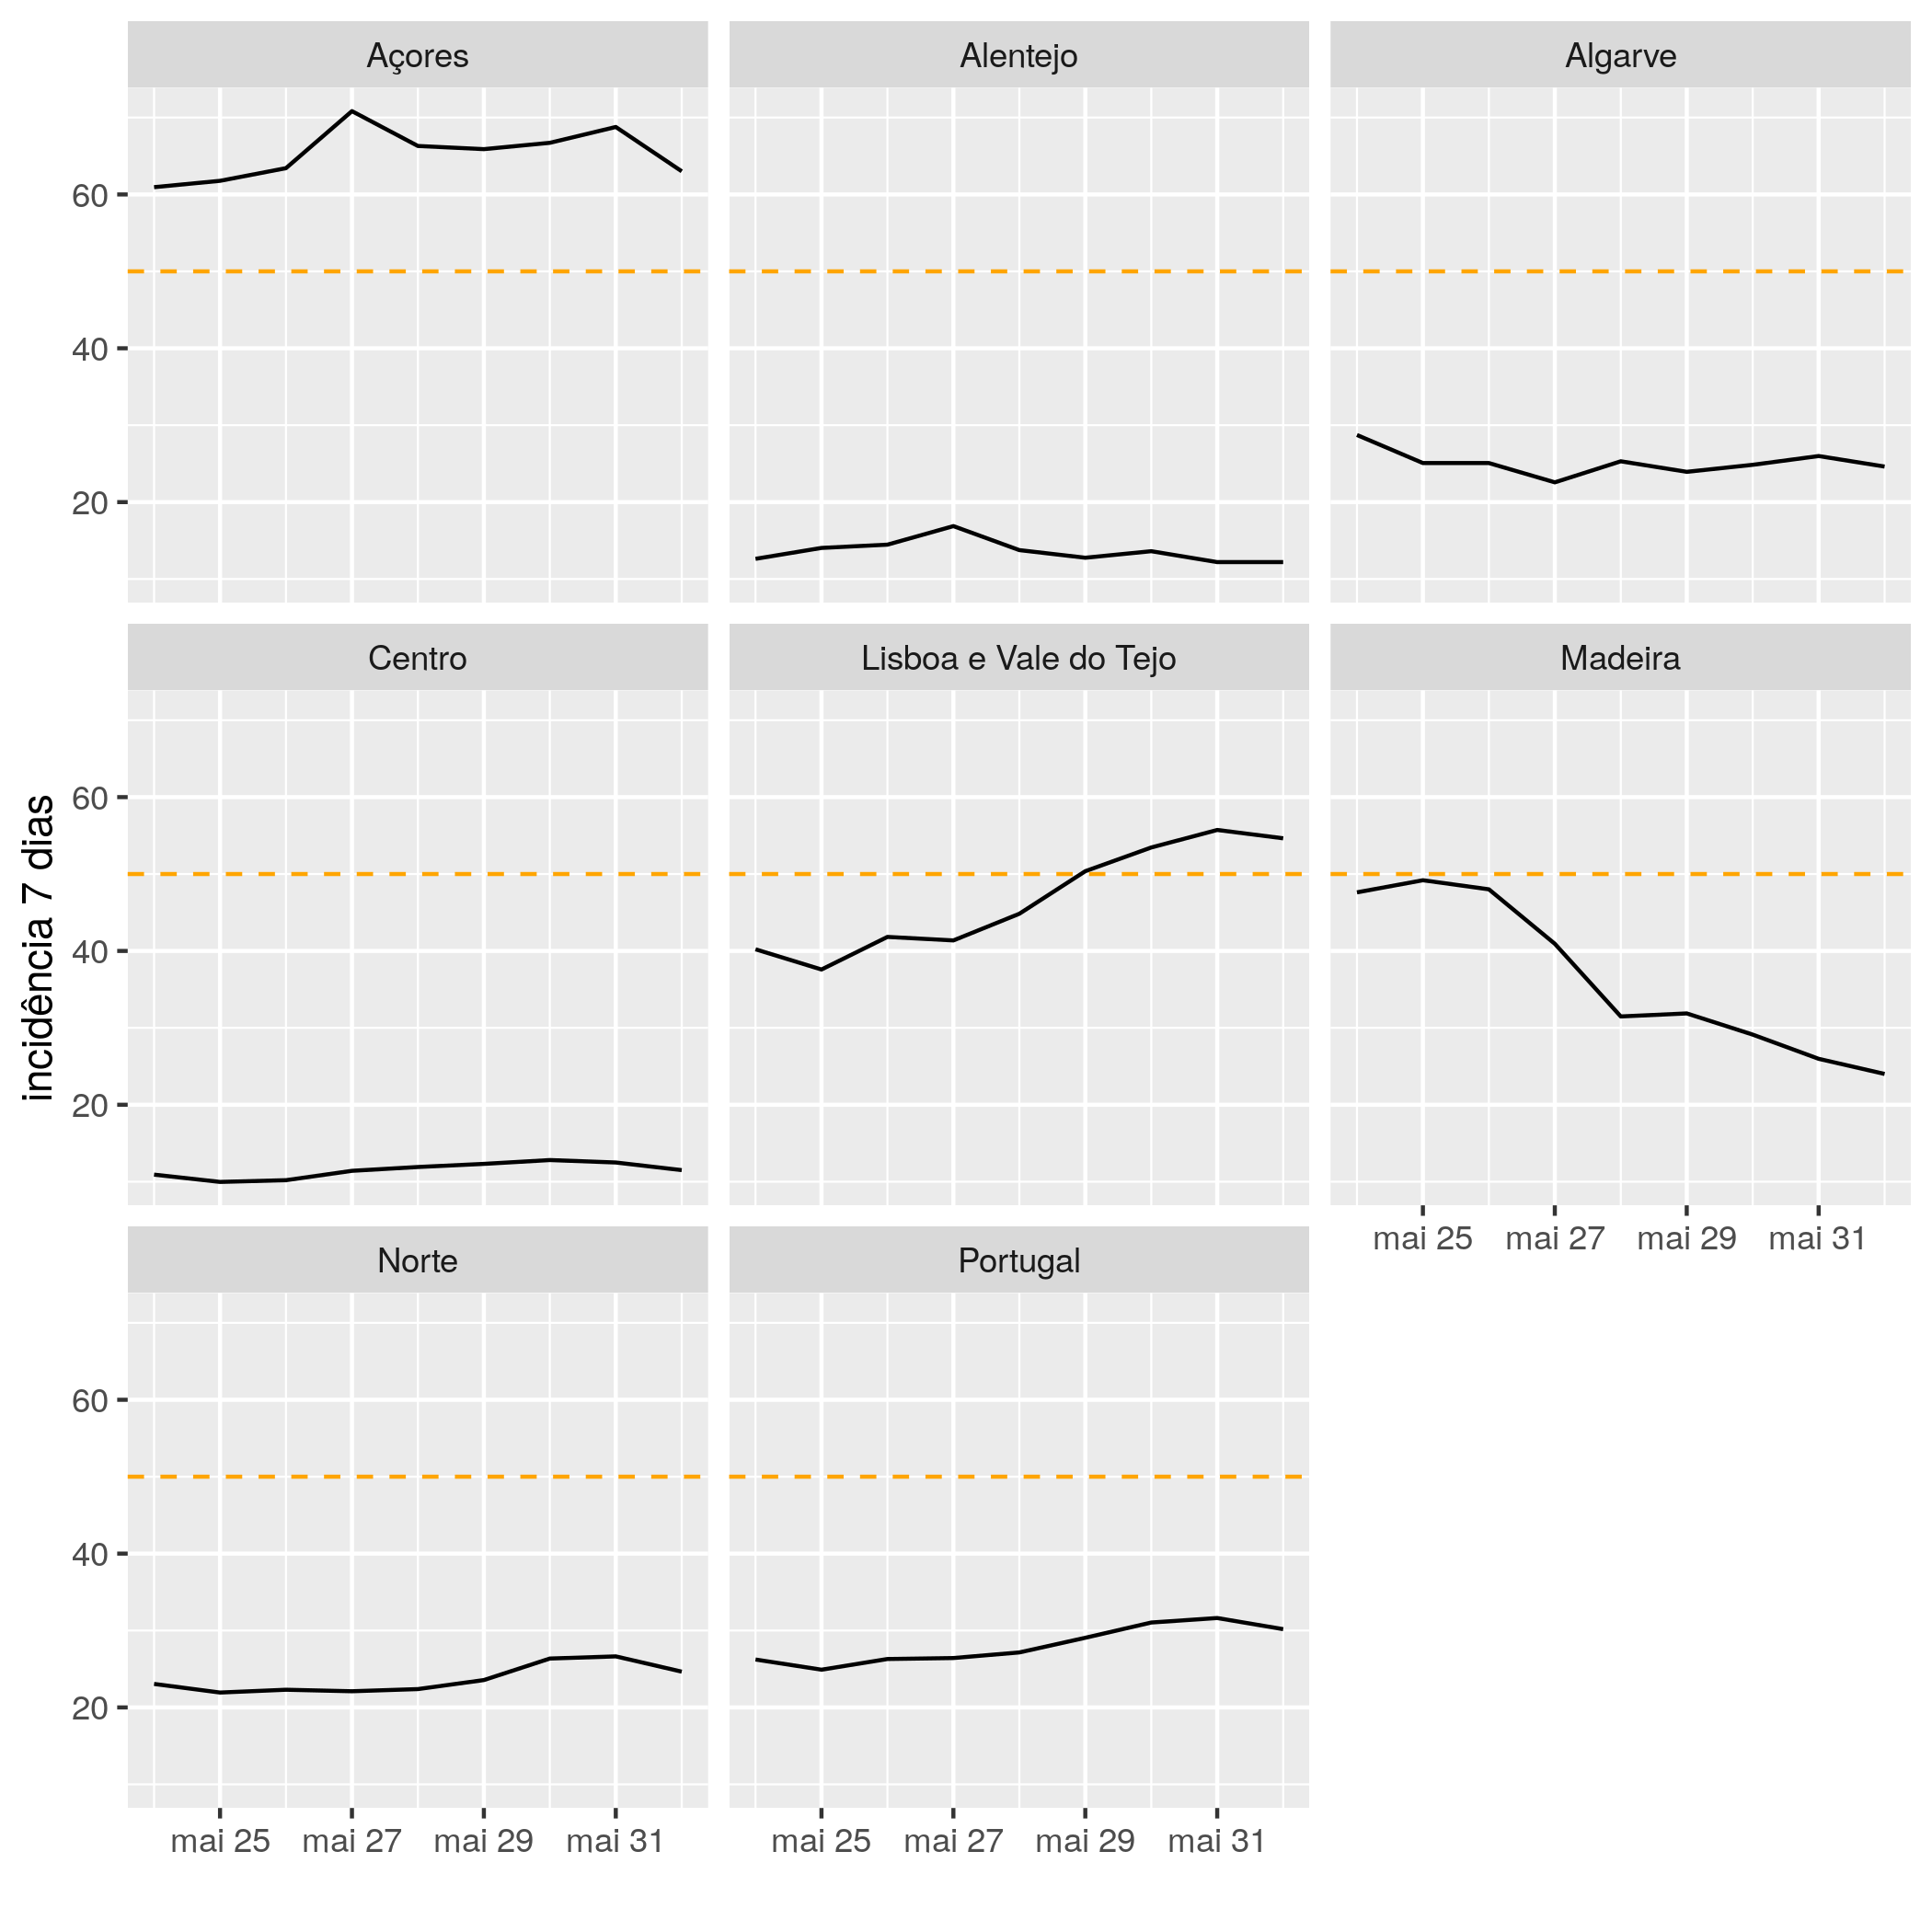 Açores
Alentejo
Algarve
60
40
20
Centro
Lisboa e Vale do Tejo
Madeira
incidência 7 dias
60
40
20
mai 25 mai 27 mai 29 mai 31
Norte
Portugal
60
40
20
mai 25 mai 27 mai 29 mai 31
mai 25 mai 27 mai 29 mai 31